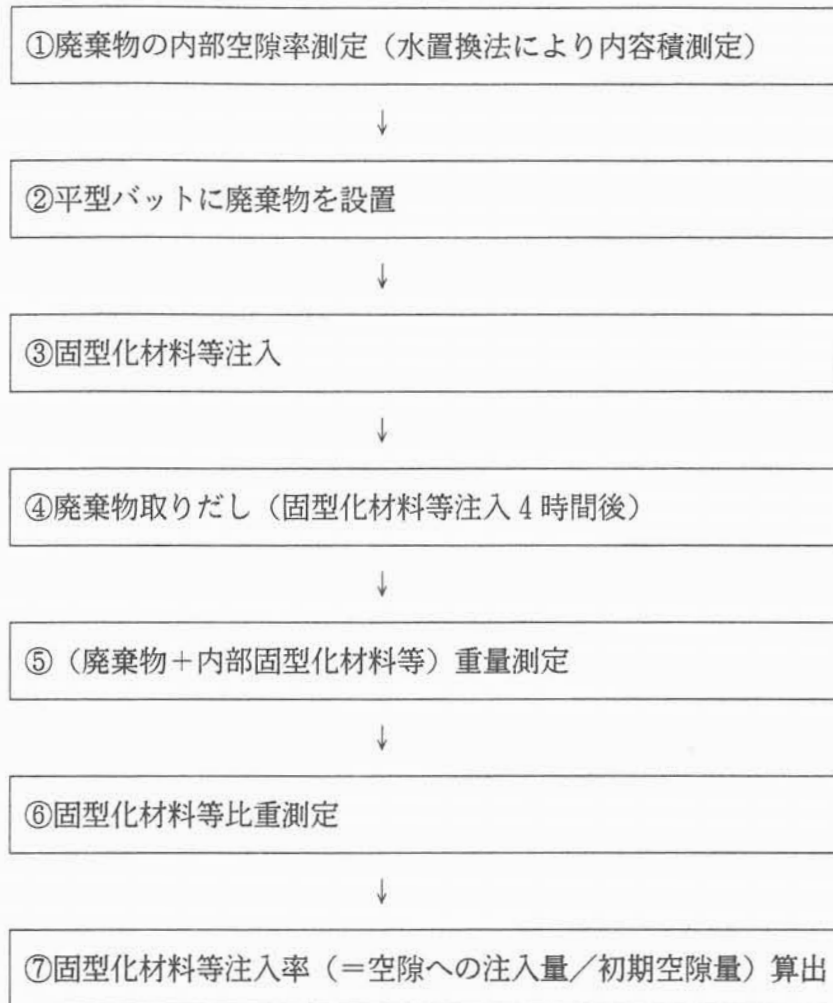 ①廃棄物の内部空隙率測定（水置換法により内容積測定）
↓
②平型バットに廃棄物を設置
↓
③固型化材料等注入
↓
④廃棄物取りだし（固型化材料等注入４時間後）
↓
⑤（廃棄物＋内部固型化材料等）重量測定
↓
⑥固型化材料等比重測定
↓
⑦固型化材料等注入率（＝空隙への注入量／初期空隙量）算出